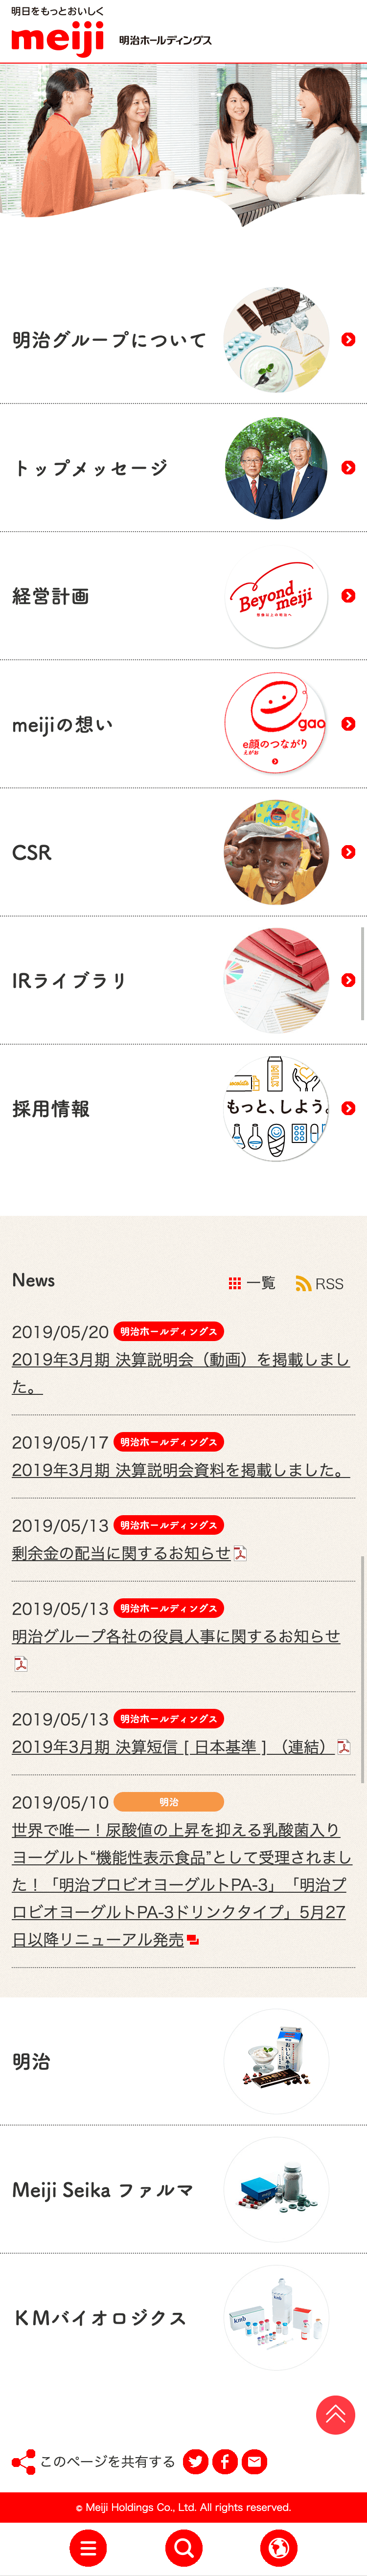 明日をもっとおいしく
meiji 明治ホールディングス
明治グループについて
トップメッセージ
経営計画
Beyond
meiji
meijiの想い
gao
e顔のつながり
えがお
CSR
IRライブラリ
採用情報
MILK
chocolate
もっと、しよう。
News 一覧 RSS
2019/05/20 明治ホールディングス
2019年3月期 決算説明会（動画）を掲載しまし
た。
2019/05/17 明治ホールディングス
2019年3月期 決算説明会資料を掲載しました。
2019/05/13 明治ホールディングス
剰余金の配当に関するお知らせ
2019/05/13 明治ホールディングス
明治グループ各社の役員人事に関するお知らせ
2019/05/13 明治ホールディングス
2019年3月期 決算短信 [ 日本基準 ] （連結）
2019/05/10 明治
世界で唯一！尿酸値の上昇を抑える乳酸菌入り
ヨーグルト“機能性表示食品”として受理されまし
た！「明治プロビオヨーグルトPA-3」「明治プ
ロビオヨーグルトPA-3ドリンクタイプ」5月27
日以降リニューアル発売
明治
Meiji Seika ファルマ
ＫＭバイオロジクス
kmb
kmb
このページを共有する
© Meiji Holdings Co., Ltd. All rights reserved.